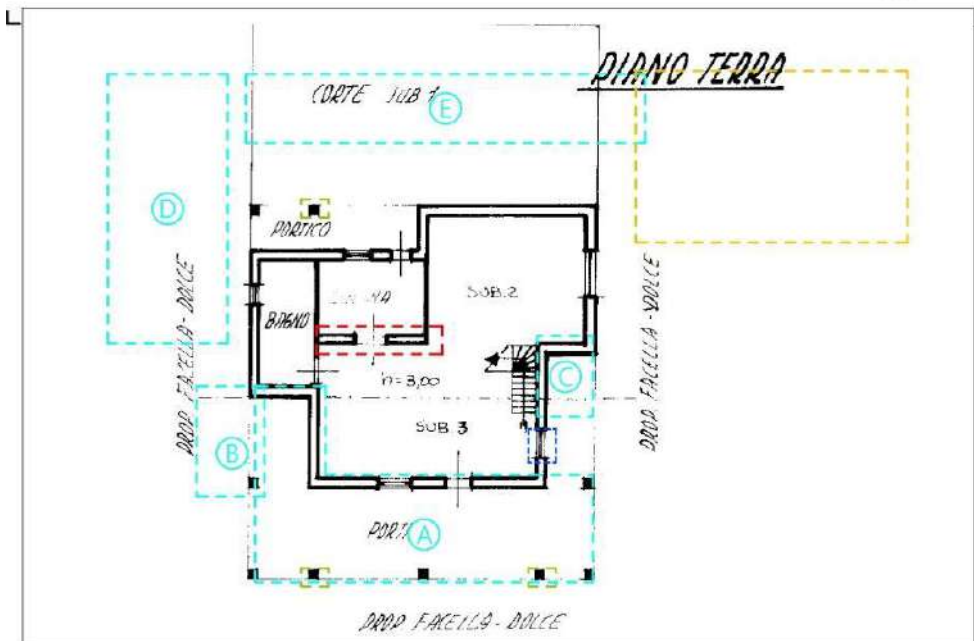 PIANO TERRA
CORTE SUB 1
E
D
PORTICO
SUB.2
BAGNO
h=3,00
C
SUB.3
B
PROP. FACELLA-DOLCE
PROP. FACELLA-DOLCE
A
PROP. FACELLA-DOLCE